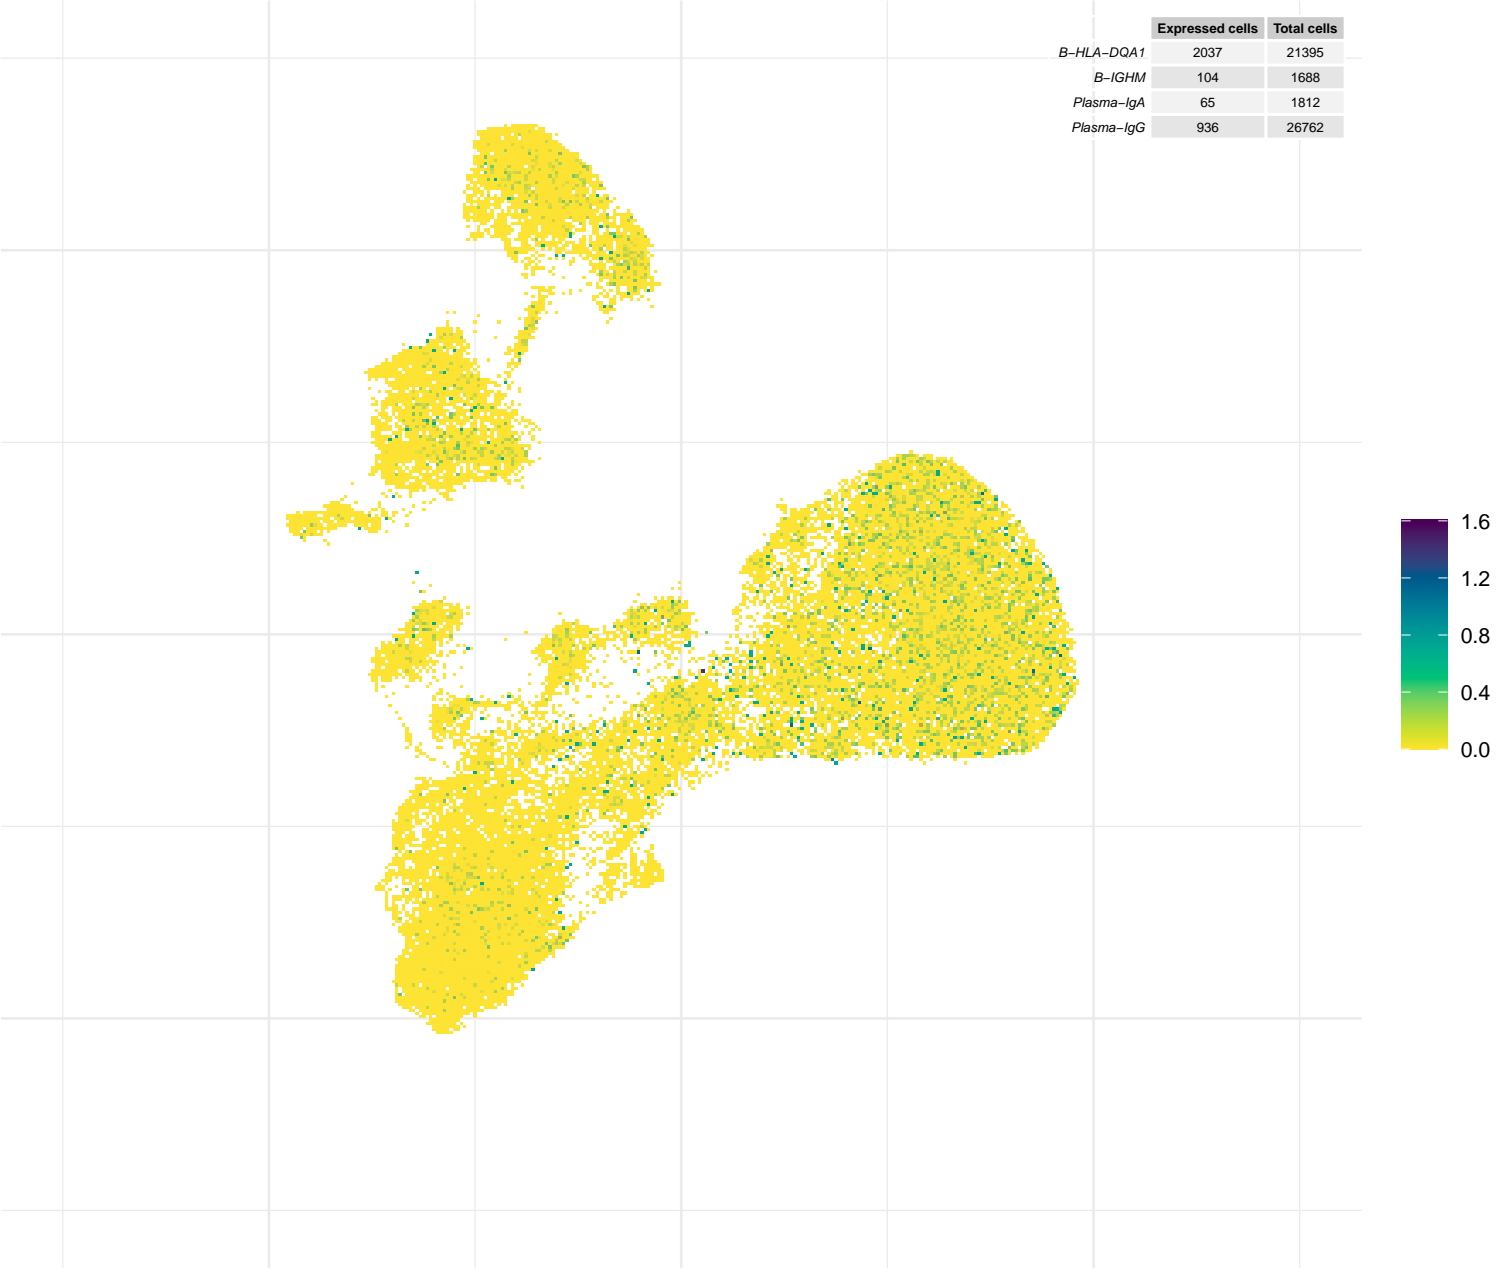 Expressed cells Total cells
B−HLA−DQA1 2037 21395
B−IGHM 104 1688
Plasma−IgA 65 1812
Plasma−IgG 936 26762
1.6
1.2
0.8
0.4
0.0